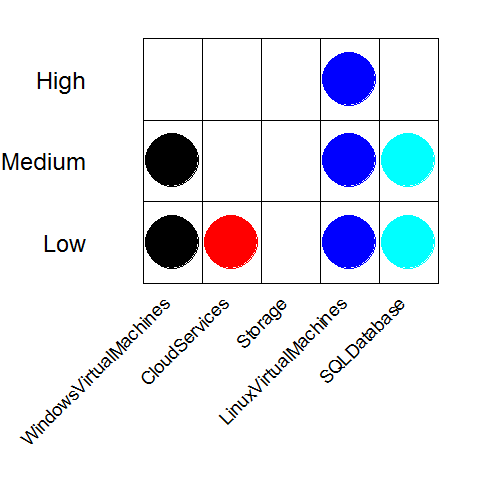 High
Medium
Low
WindowsVirtualMachines
CloudServices
Storage
LinuxVirtualMachines
SQLDatabase